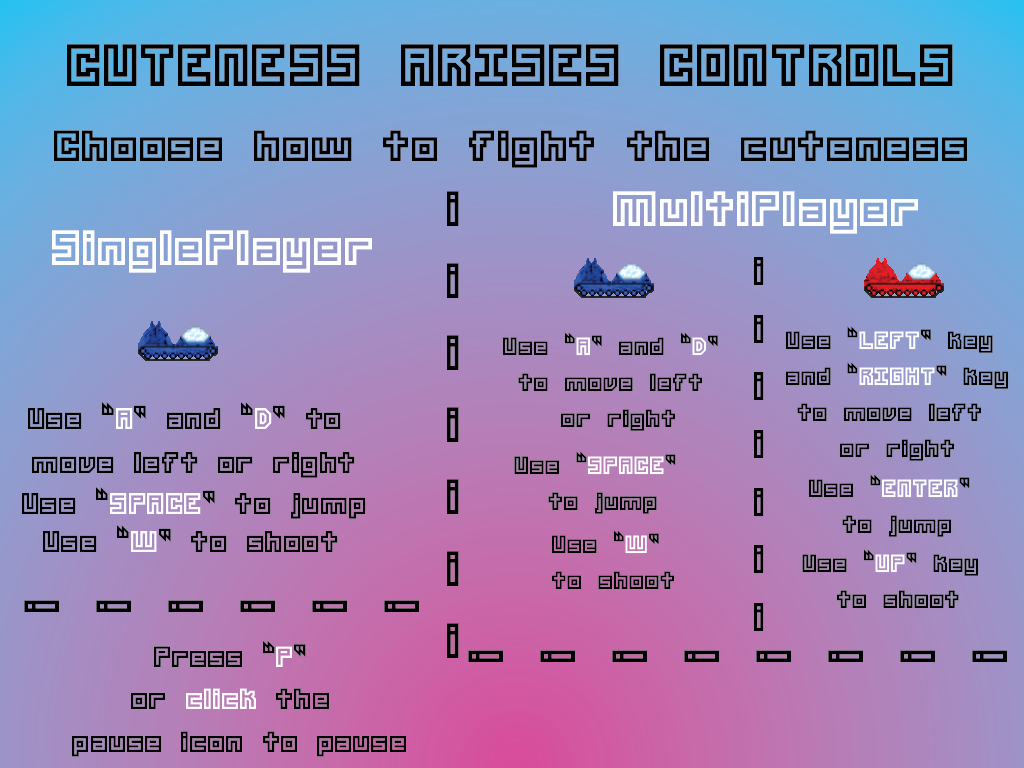 CUTENESS ARISES CONTROLS
Choose how to fight the cuteness
SinglePlayer
Use "A" and "D" to
move left or right
Use "SPACE" to jump
Use "W" to shoot
Press "P"
or click the
pause icon to pause
MultiPlayer
Use "A" and "D"
to move left
or right
Use "SPACE"
to jump
Use "W"
to shoot
Use "LEFT" key
and "RIGHT" key
to move left
or right
Use "ENTER"
to jump
Use "UP" key
to shoot